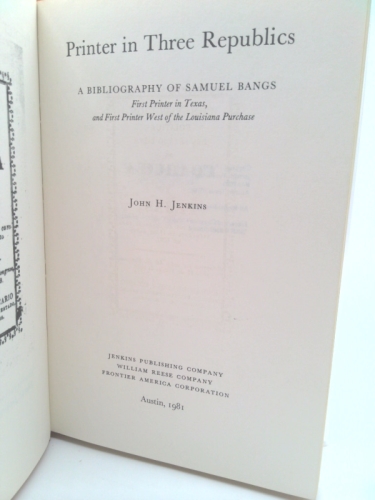 Printer in Three Republics
A BIBLIOGRAPHY OF SAMUEL BANGS
First Printer in Texas,
and First Printer West of the Louisiana Purchase
JOHN H. JENKINS
JENKINS PUBLISHING COMPANY
WILLIAM REESE COMPANY
FRONTIER AMERICA CORPORATION
Austin, 1981